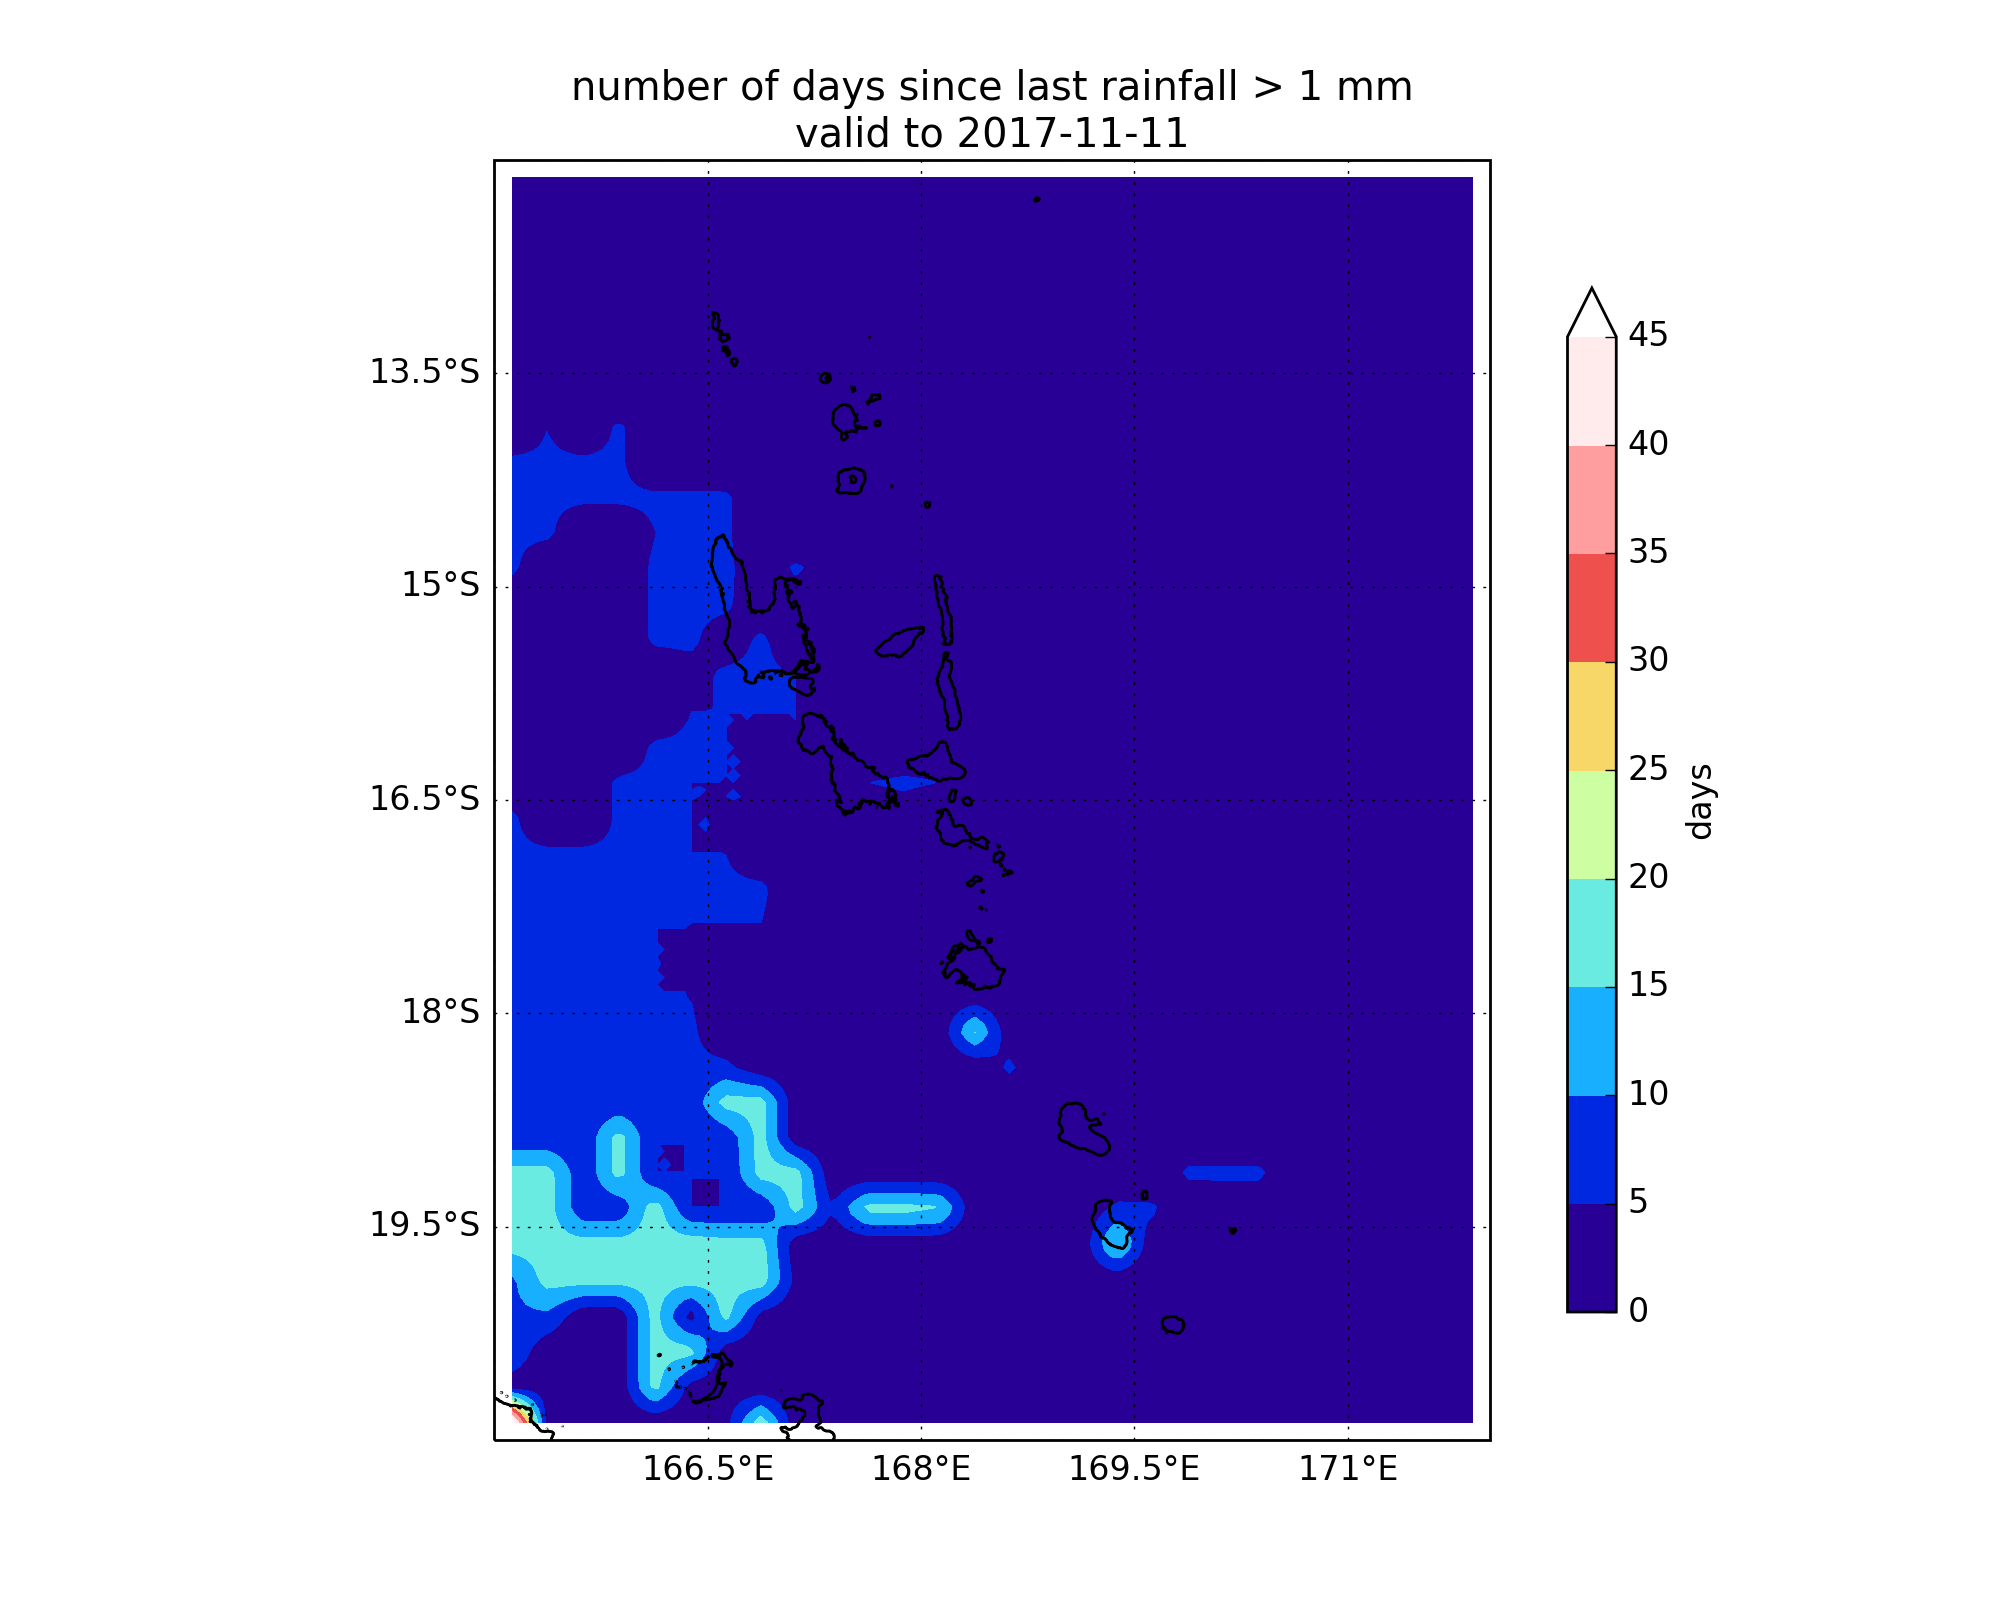 number of days since last rainfall > 1 mm
valid to 2017-11-11
13.5°S
15°S
16.5°S
18°S
19.5°S
166.5°E
168°E
169.5°E
171°E
45
40
35
30
25
20
15
10
5
0
days